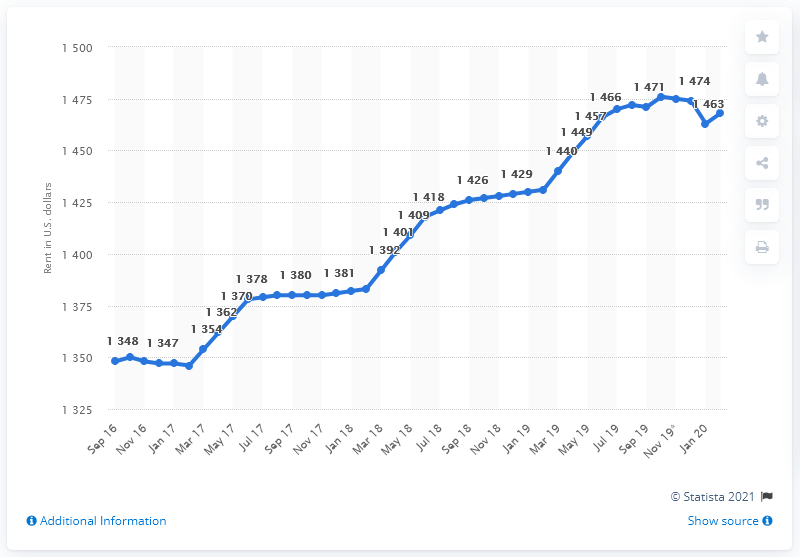 1 500
1 475
1 450
1 425
1 400
1 375
1 350
1 325
Rent in U.S. dollars
1 348
1 347
1 354
1 362
1 370
1 378
1 380
1 381
1 392
1 401
1 409
1 418
1 426
1 429
1 440
1 449
1 457
1 466
1 471
1 474
1 463
Sep 16
Nov 16
Jan 17
Mar 17
May 17
Jul 17
Sep 17
Nov 17
Jan 18
Mar 18
May 18
Jul 18
Sep 18
Nov 18
Jan 19
Mar 19
May 19
Jul 19
Sep 19
Nov 19*
Jan 20
© Statista 2021
Additional Information
Show source